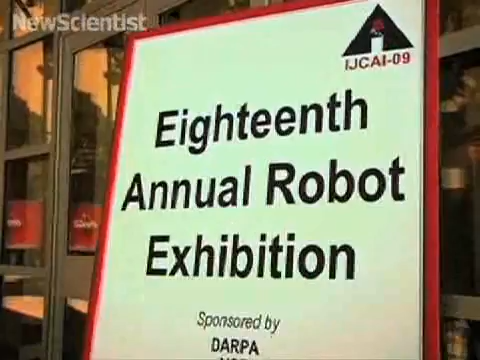 NewScientist
IJCAI-09
Eighteenth
Annual Robot
Exhibition
Sponsored by
DARPA